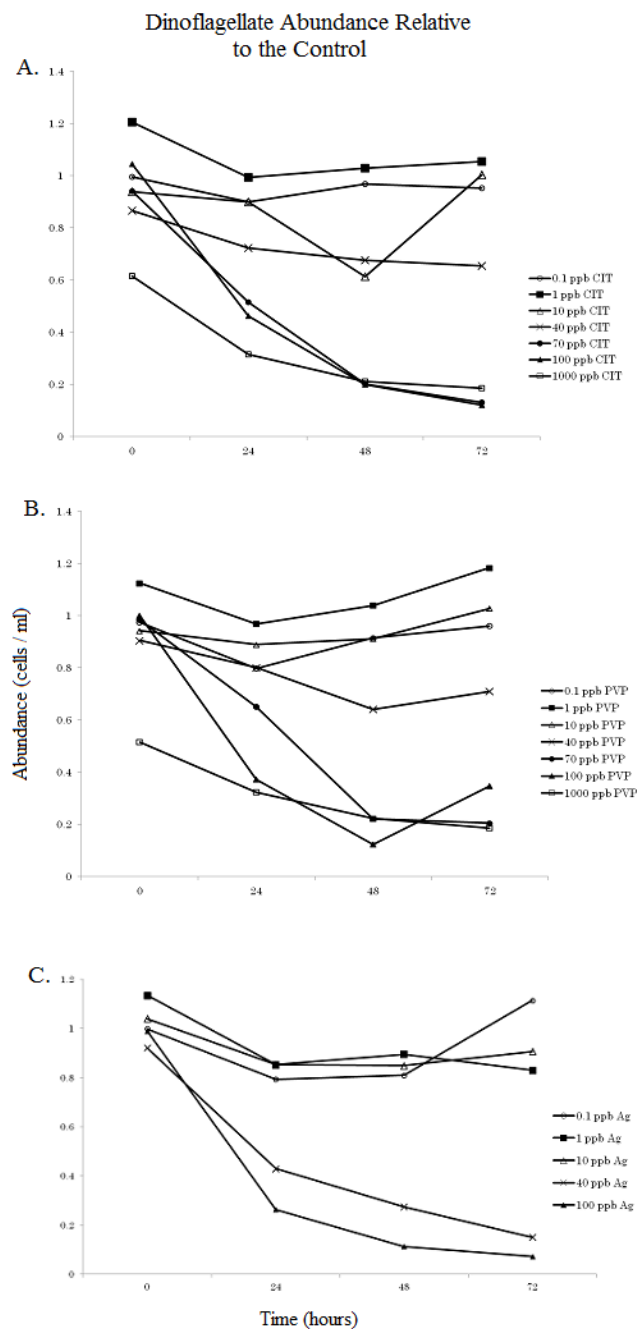 Dinoflagellate Abundance Relative
to the Control
A.
1.4
1.2
1
0.8
0.6
0.4
0.2
0
0
24
48
72
0.1 ppb CIT
1 ppb CIT
10 ppb CIT
40 ppb CIT
70 ppb CIT
100 ppb CIT
1000 ppb CIT
B.
Abundance (cells / ml)
1.4
1.2
1
0.8
0.6
0.4
0.2
0
0
24
48
72
0.1 ppb PVP
1 ppb PVP
10 ppb PVP
40 ppb PVP
70 ppb PVP
100 ppb PVP
1000 ppb PVP
C.
1.2
1
0.8
0.6
0.4
0.2
0
0
24
48
72
0.1 ppb Ag
1 ppb Ag
10 ppb Ag
40 ppb Ag
100 ppb Ag
Time (hours)